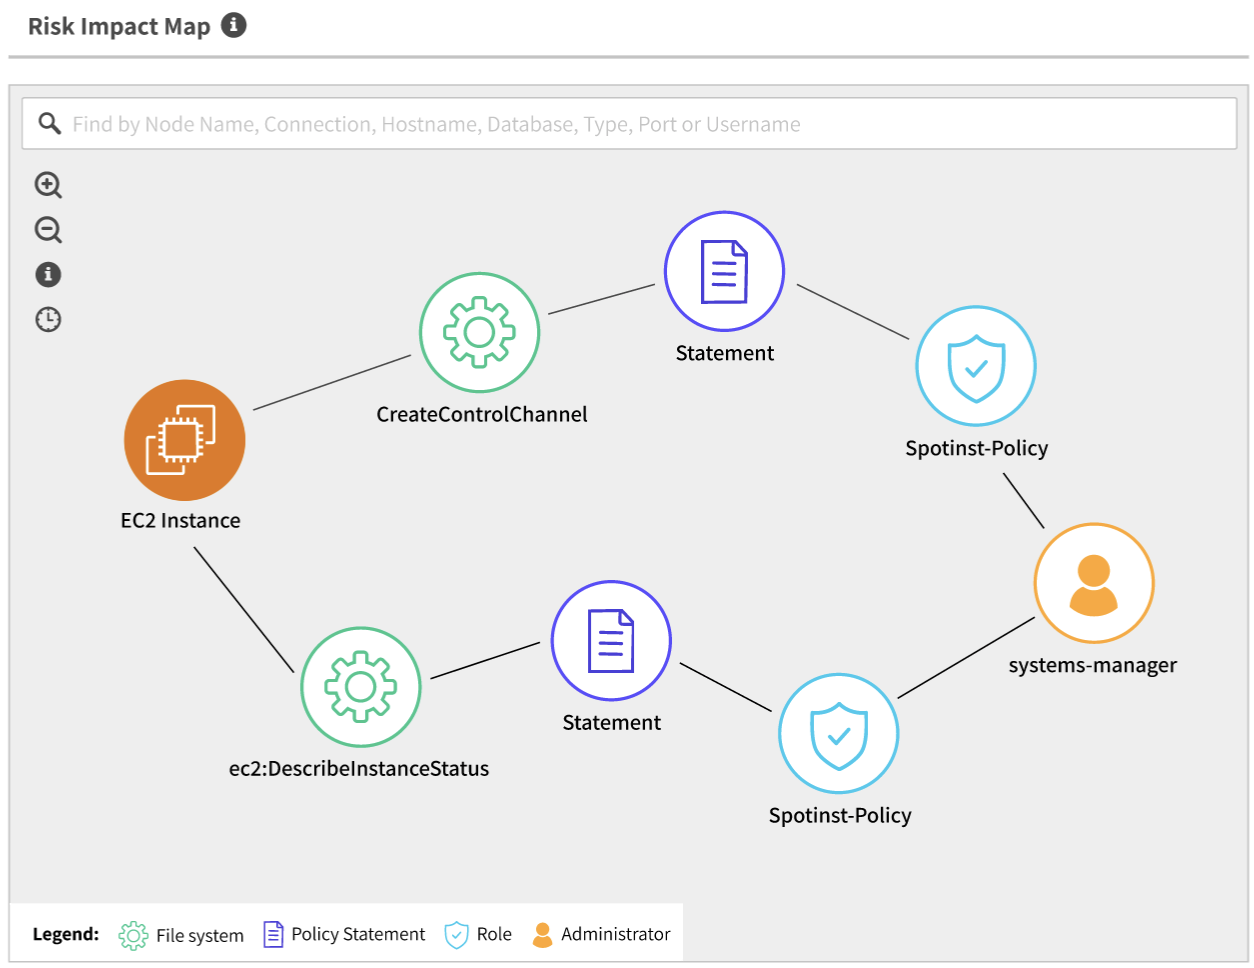 Risk Impact Map
Find by Node Name, Connection, Hostname, Database, Type, Port or Username
Statement
CreateControlChannel
Spotinst-Policy
EC2 Instance
systems-manager
Statement
ec2:DescribeInstanceStatus
Spotinst-Policy
Legend: File system Policy Statement Role Administrator